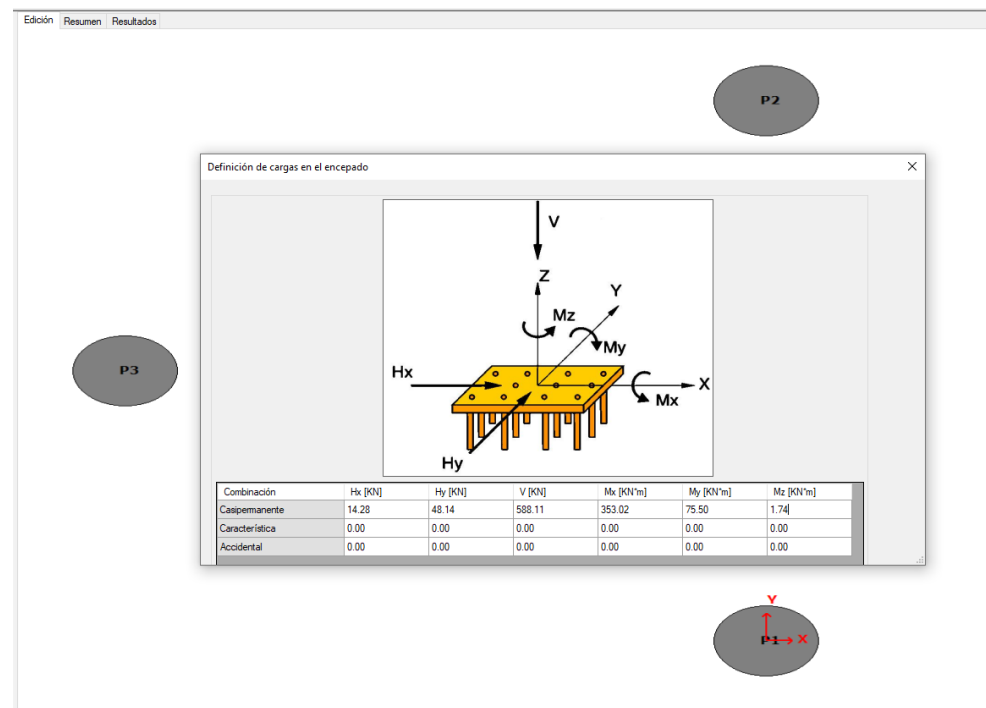 Edición Resumen Resultados
P2
Definición de cargas en el encepado
V
Z
Y
Mz
My
Hx
X
Mx
Hy
P3
Combinación Hx [KN] Hy [KN] V [KN] Mx [KN*m] My [KN*m] Mz [KN*m]
Casipermanente 14.28 48.14 588.11 353.02 75.50 1.74
Característica 0.00 0.00 0.00 0.00 0.00 0.00
Accidental 0.00 0.00 0.00 0.00 0.00 0.00
Y
P1 X